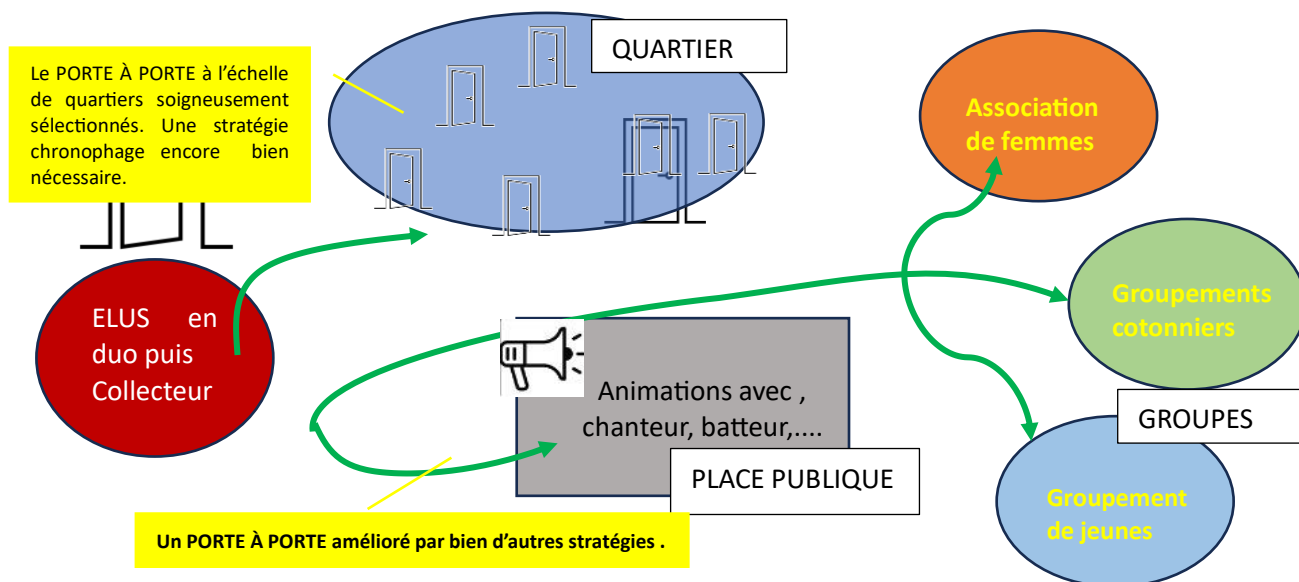 Le PORTE À PORTE à l'échelle
de quartiers soigneusement
sélectionnés. Une stratégie
chronophage encore bien
nécessaire.
QUARTIER
Association
de femmes
ELUS en
duo puis
Collecteur
Groupements
cotonniers
Animations avec ,
chanteur, batteur,....
PLACE PUBLIQUE
GROUPES
Groupement
de jeunes
Un PORTE À PORTE amélioré par bien d'autres stratégies .